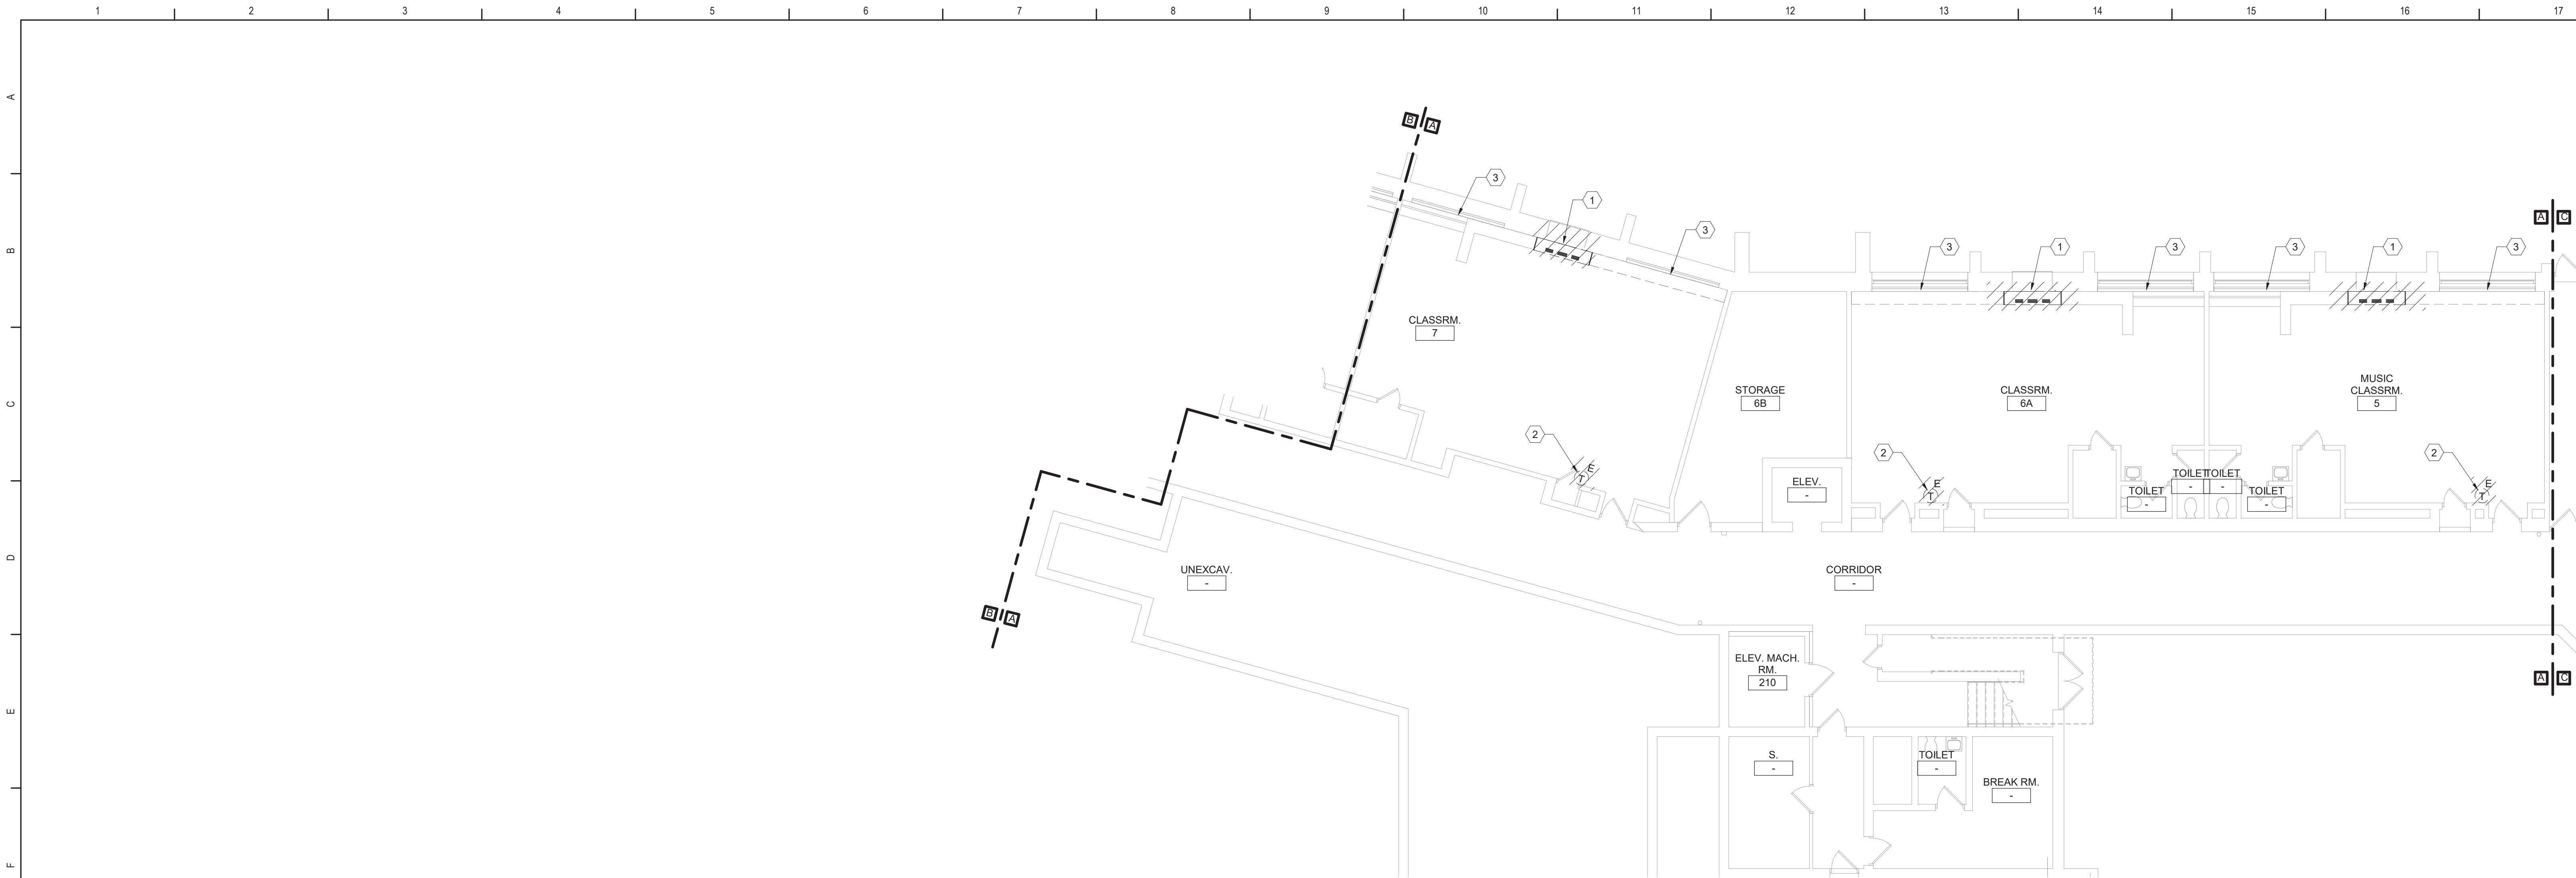 1 2 3 4 5 6 7 8 9 10 11 12 13 14 15 16 17
A
B
C
D
E
F
B A
3
1
3
A C
3
1
3
3
1
3
CLASSRM.
7
STORAGE
6B
CLASSRM.
6A
MUSIC
CLASSRM.
5
2
E
T
2
E
T
2
E
T
ELEV.
-
TOILET
-
TOILET
-
TOILET
-
TOILET
-
UNEXCAV.
-
CORRIDOR
-
B A
A C
ELEV. MACH.
RM.
210
S.
-
TOILET
-
BREAK RM.
-